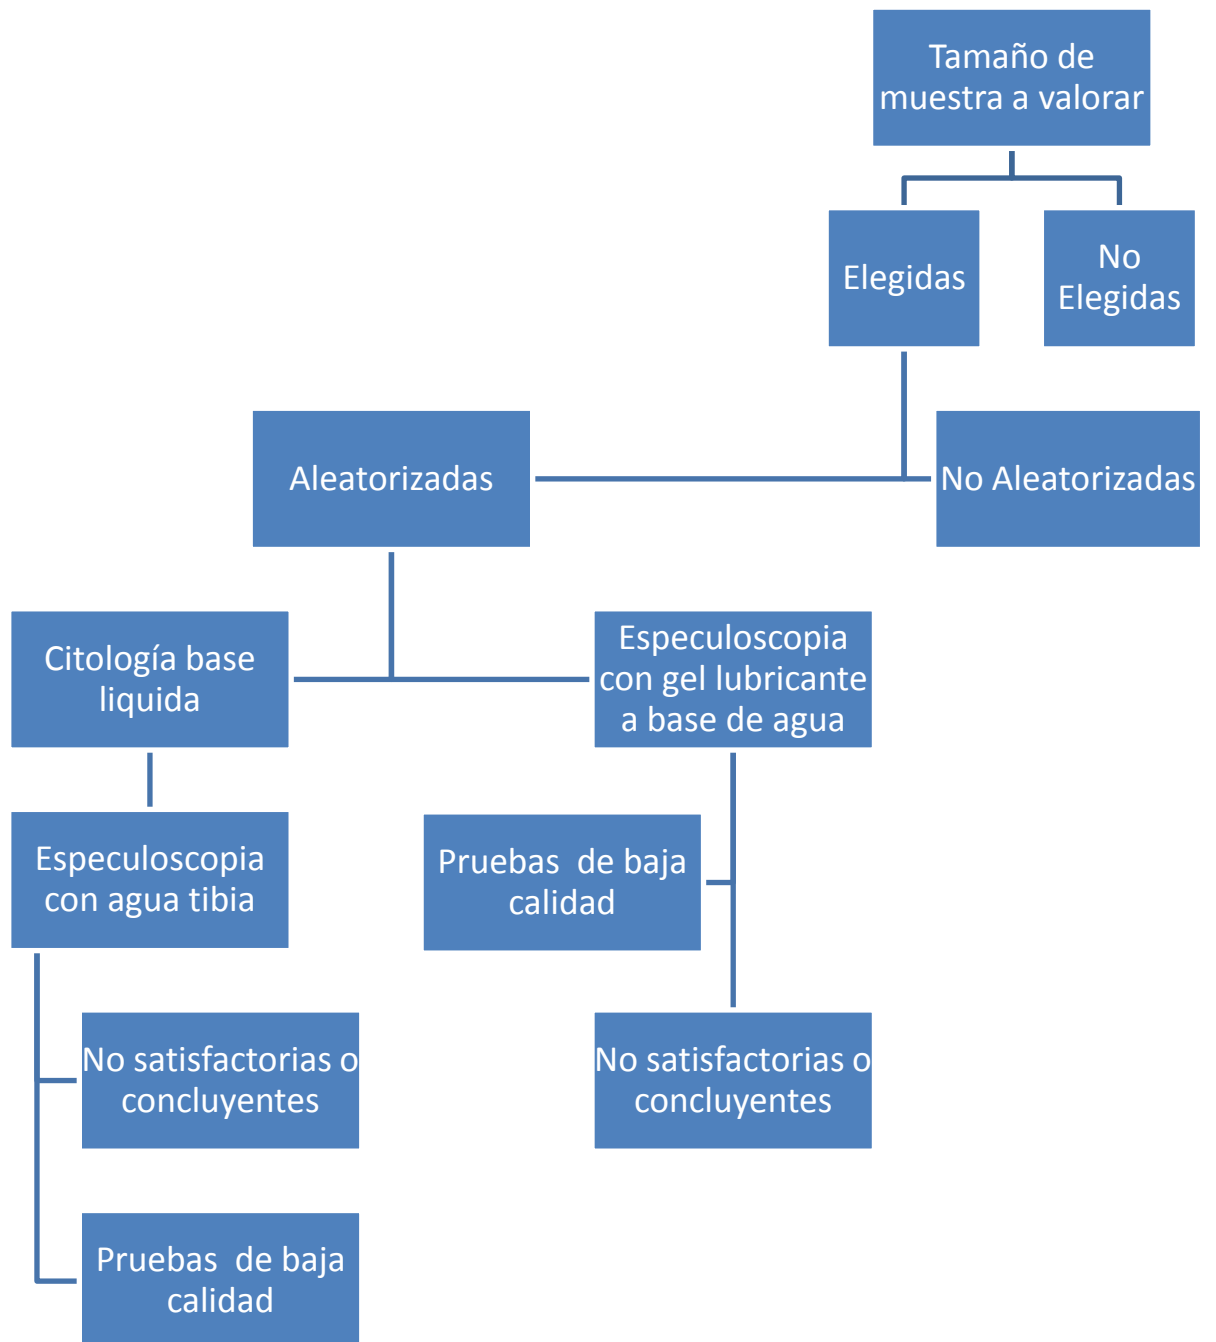 Tamaño de
muestra a valorar
Elegidas
No
Elegidas
Aleatorizadas
No Aleatorizadas
Citología base
liquida
Especuloscopia
con gel lubricante
a base de agua
Especuloscopia
con agua tibia
Pruebas  de baja
calidad
No satisfactorias o
concluyentes
No satisfactorias o
concluyentes
Pruebas  de baja
calidad